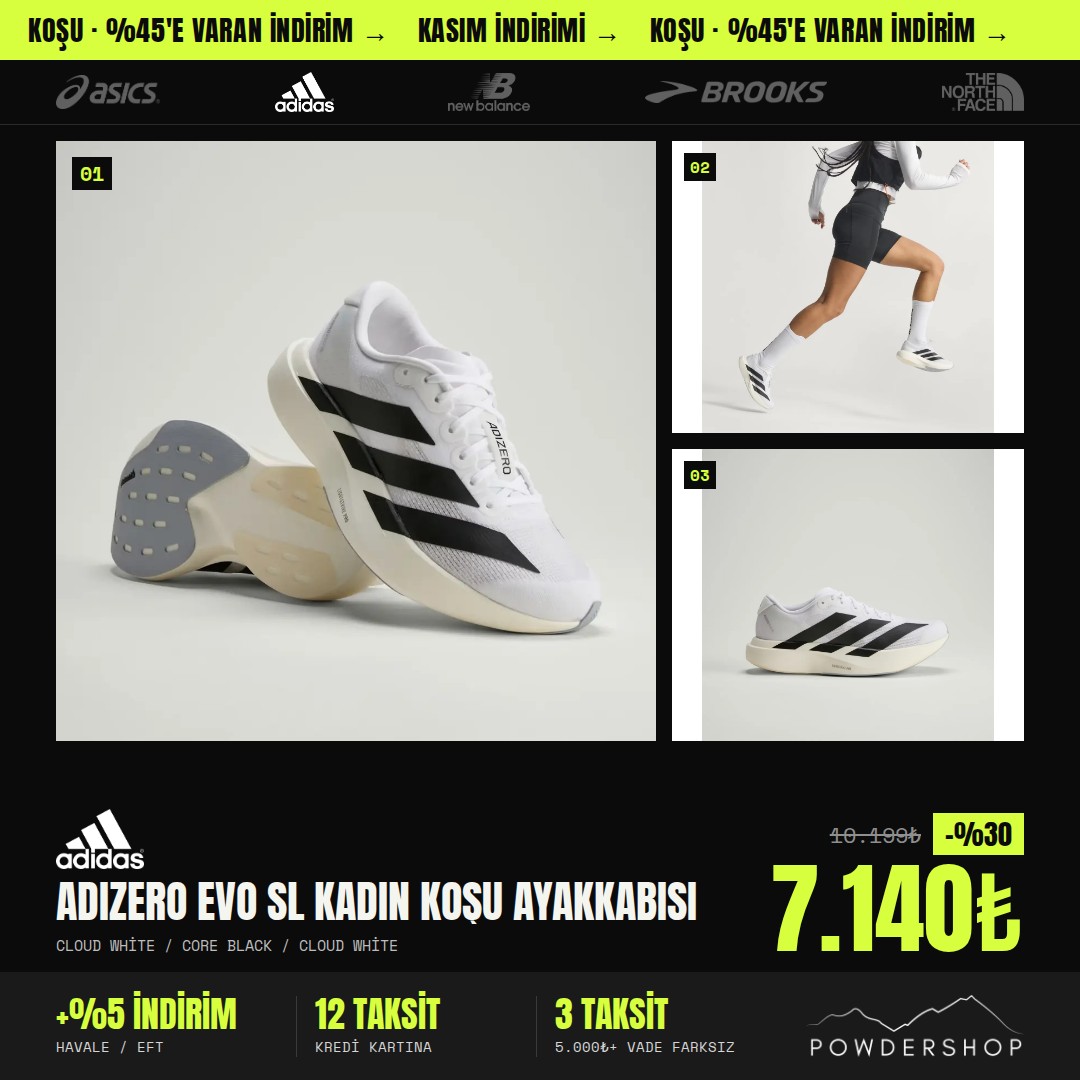 KOŞU · %45'E VARAN İNDİRİM → KASIM İNDİRİMİ → KOŞU · %45'E VARAN İNDİRİM →
asics adidas new balance BROOKS THE NORTH FACE
01
02
ADIZERO
03
adidas
10.199₺ -%30
ADIZERO EVO SL KADIN KOŞU AYAKKABISI
7.140₺
CLOUD WHİTE / CORE BLACK / CLOUD WHİTE
+%5 İNDİRİM
HAVALE / EFT
12 TAKSİT
KREDİ KARTINA
3 TAKSİT
5.000₺+ VADE FARKSIZ
POWDERSHOP